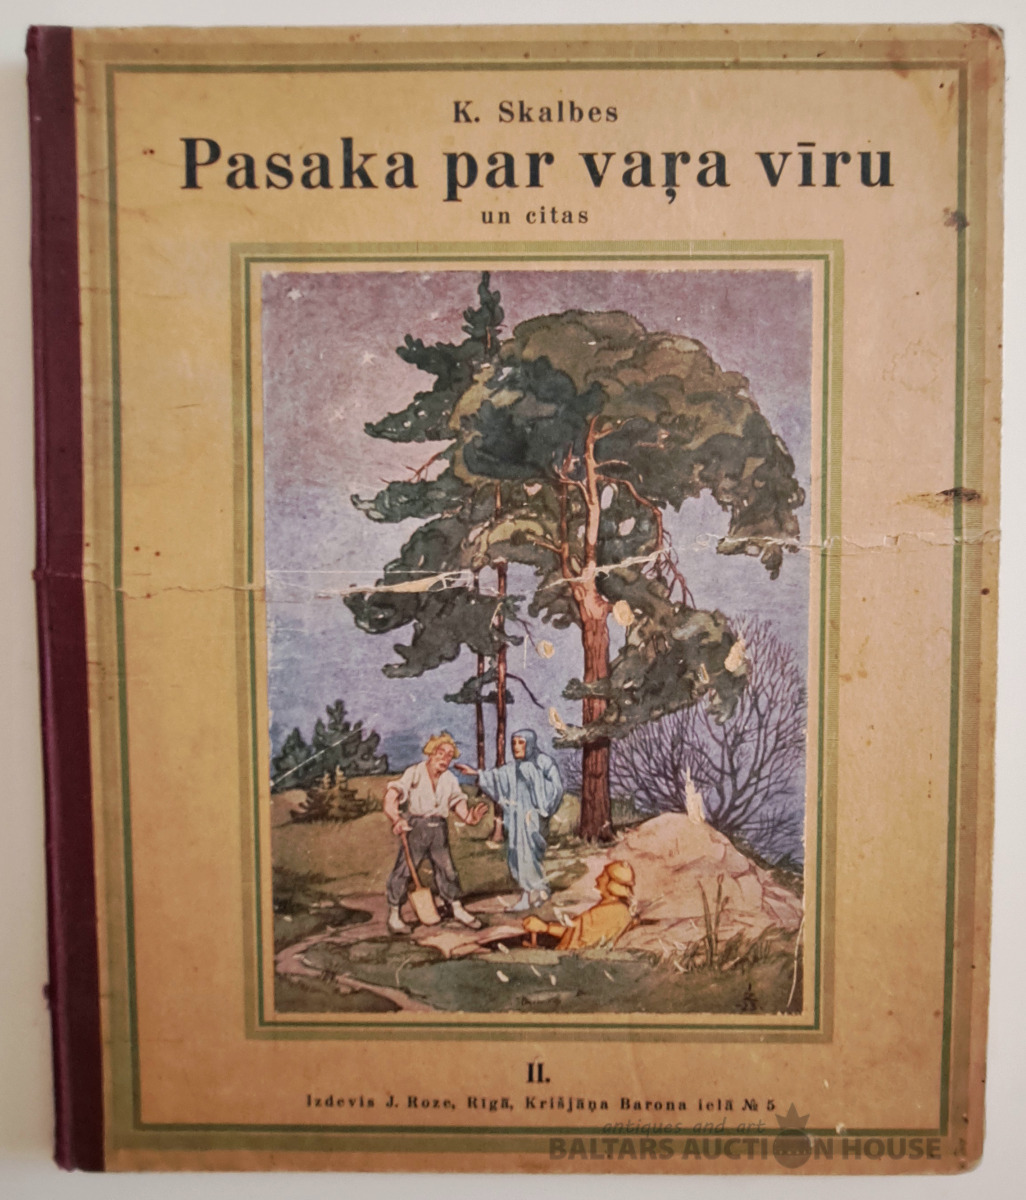 K. Skalbes
Pasaka par vaŗa vīru
un citas
II.
Izdevis J. Roze, Rīgā, Krišjāņa Barona ielā № 5
antiques and art
BALTARS AUCTION HOUSE